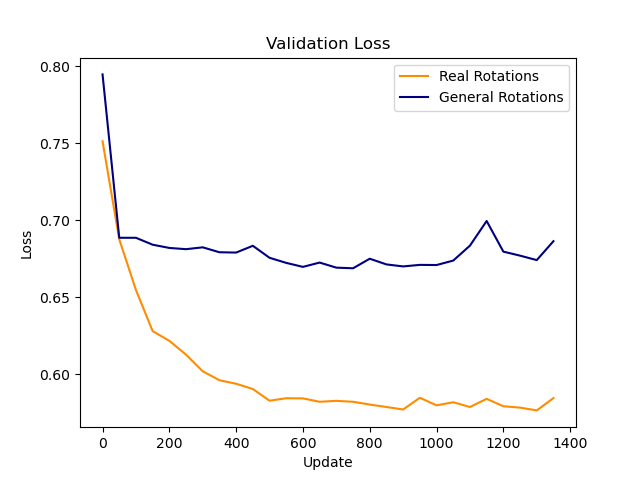 Validation Loss
Real Rotations
General Rotations
0.80
0.75
0.70
0.65
0.60
Loss
0 200 400 600 800 1000 1200 1400
Update